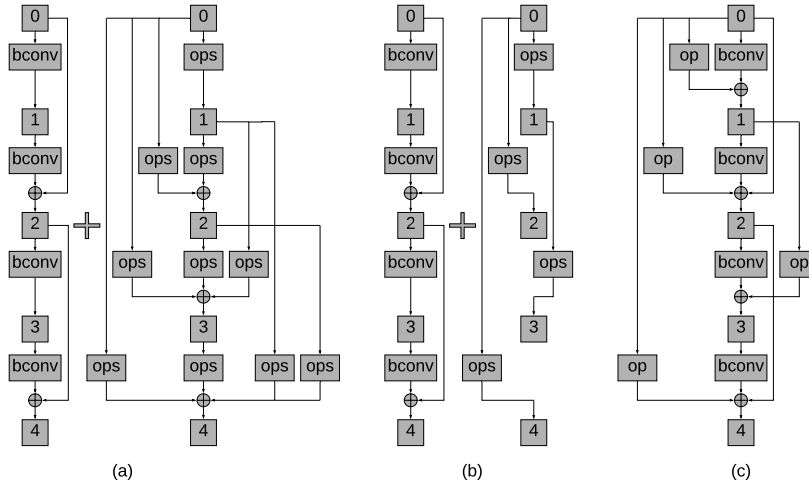 0 0 0 0 0
bconv ops bconv ops op bconv
1 1 1 1 1
bconv ops ops bconv ops op bconv
2 2 2 2 2
bconv ops ops ops bconv ops bconv op
3 3 3 3 3
bconv ops ops ops ops bconv ops op bconv
4 4 4 4 4
(a) (b) (c)